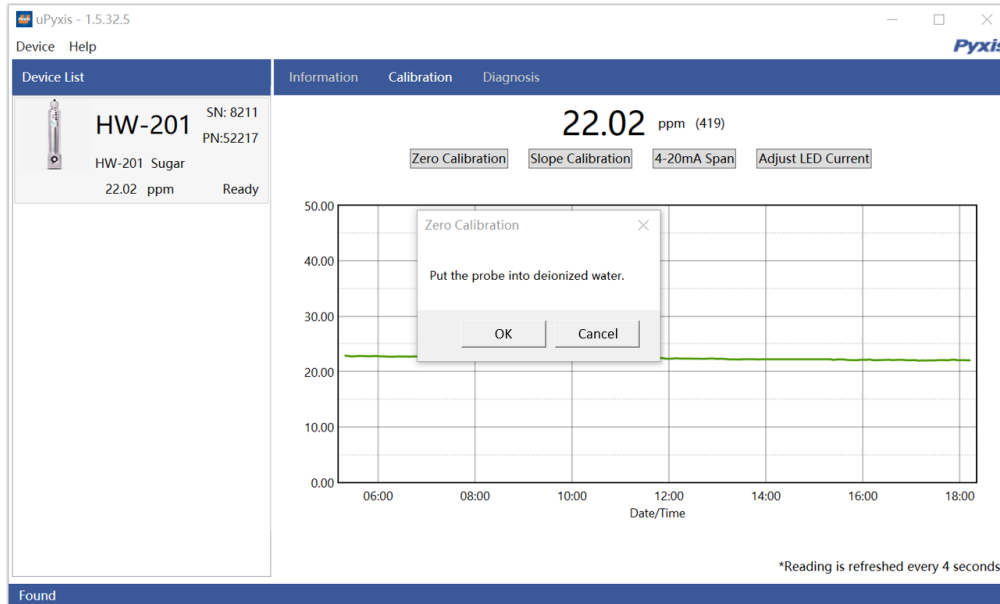 uPyxis - 1.5.32.5
Device Help
Pyxis
Device List
Information Calibration Diagnosis
HW-201
SN: 8211
PN:52217
HW-201 Sugar
22.02 ppm Ready
22.02 ppm (419)
Zero Calibration Slope Calibration 4-20mA Span Adjust LED Current
Zero Calibration
Put the probe into deionized water.
OK Cancel
50.00
40.00
30.00
20.00
10.00
0.00
06:00 08:00 10:00 12:00 14:00 16:00 18:00
Date/Time
*Reading is refreshed every 4 seconds
Found